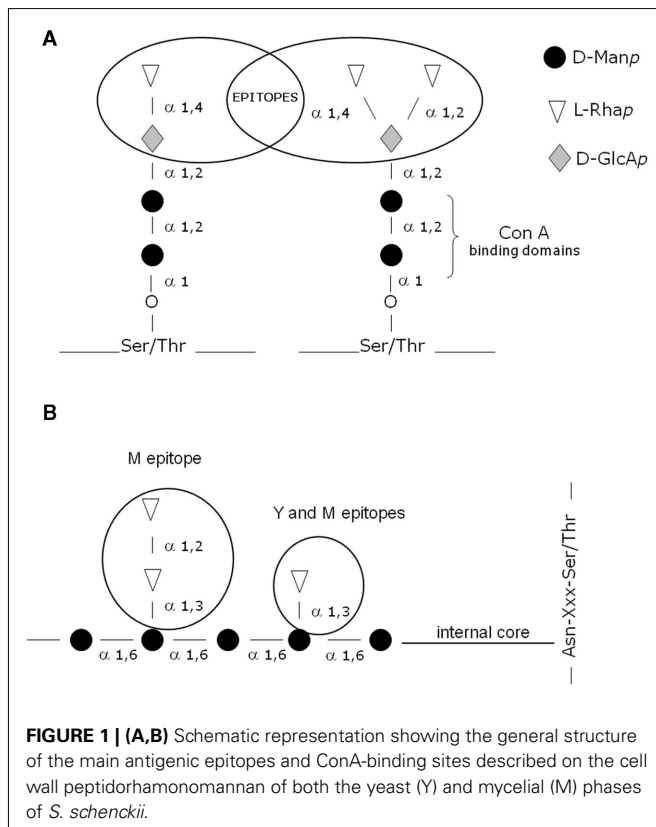 A
EPITOPES
α 1,4
α 1,4
α 1,2
D-Manp
L-Rhap
D-GlcAp
α 1,2
α 1,2
α 1,2
α 1,2
Con A
binding domains
α 1
α 1
O
O
Ser/Thr
Ser/Thr
B
M epitope
Y and M epitopes
α 1,2
α 1,3
α 1,3
internal core
α 1,6
α 1,6
α 1,6
α 1,6
Asn-Xxx-Ser/Thr
FIGURE 1 | (A,B) Schematic representation showing the general structure
of the main antigenic epitopes and ConA-binding sites described on the cell
wall peptidorhamonomannan of both the yeast (Y) and mycelial (M) phases
of S. schenckii.